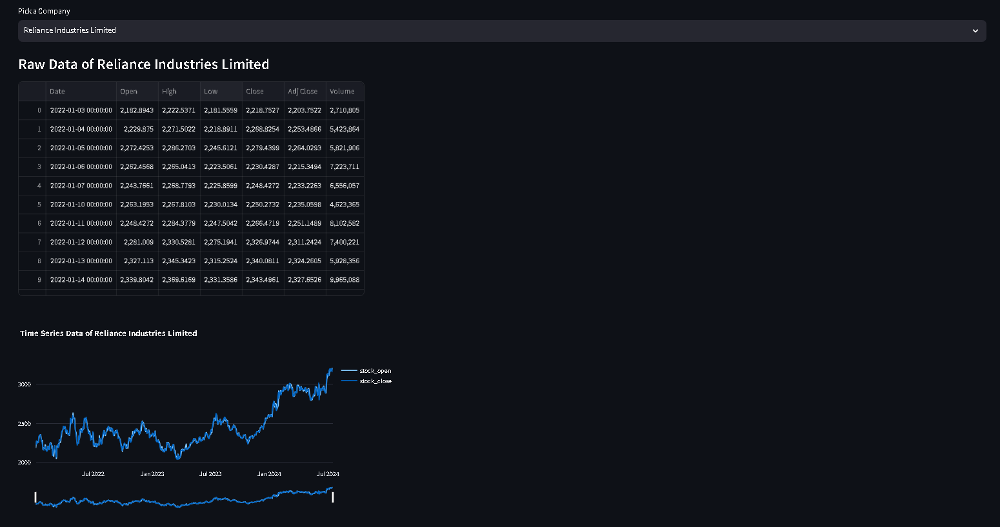 Pick a Company
Reliance Industries Limited
Raw Data of Reliance Industries Limited
Date Open High Low Close Adj Close Volume
0 2022-01-03 00:00:00 2,182.8943 2,222.5371 2,181.5559 2,218.7527 2,203.7522 2,710,805
1 2022-01-04 00:00:00 2,229.875 2,271.5022 2,218.8911 2,268.8254 2,253.4866 5,423,864
2 2022-01-05 00:00:00 2,272.4253 2,286.2703 2,245.6121 2,279.4399 2,264.0293 5,821,906
3 2022-01-06 00:00:00 2,262.4568 2,265.0413 2,223.5061 2,230.4287 2,215.3494 7,223,711
4 2022-01-07 00:00:00 2,243.7661 2,268.7793 2,225.8599 2,248.4272 2,233.2263 6,556,057
5 2022-01-10 00:00:00 2,263.1953 2,267.8103 2,230.0134 2,250.2732 2,235.0598 4,623,365
6 2022-01-11 00:00:00 2,248.4272 2,284.3779 2,247.5042 2,266.4719 2,251.1489 8,102,582
7 2022-01-12 00:00:00 2,281.009 2,330.5281 2,275.1941 2,326.9744 2,311.2424 7,400,221
8 2022-01-13 00:00:00 2,327.113 2,345.3423 2,315.2524 2,340.0811 2,324.2605 5,928,356
9 2022-01-14 00:00:00 2,339.8042 2,369.6169 2,331.3586 2,343.4961 2,327.6526 9,965,088
Time Series Data of Reliance Industries Limited
stock_open
stock_close
3000
2500
2000
Jul 2022 Jan 2023 Jul 2023 Jan 2024 Jul 2024